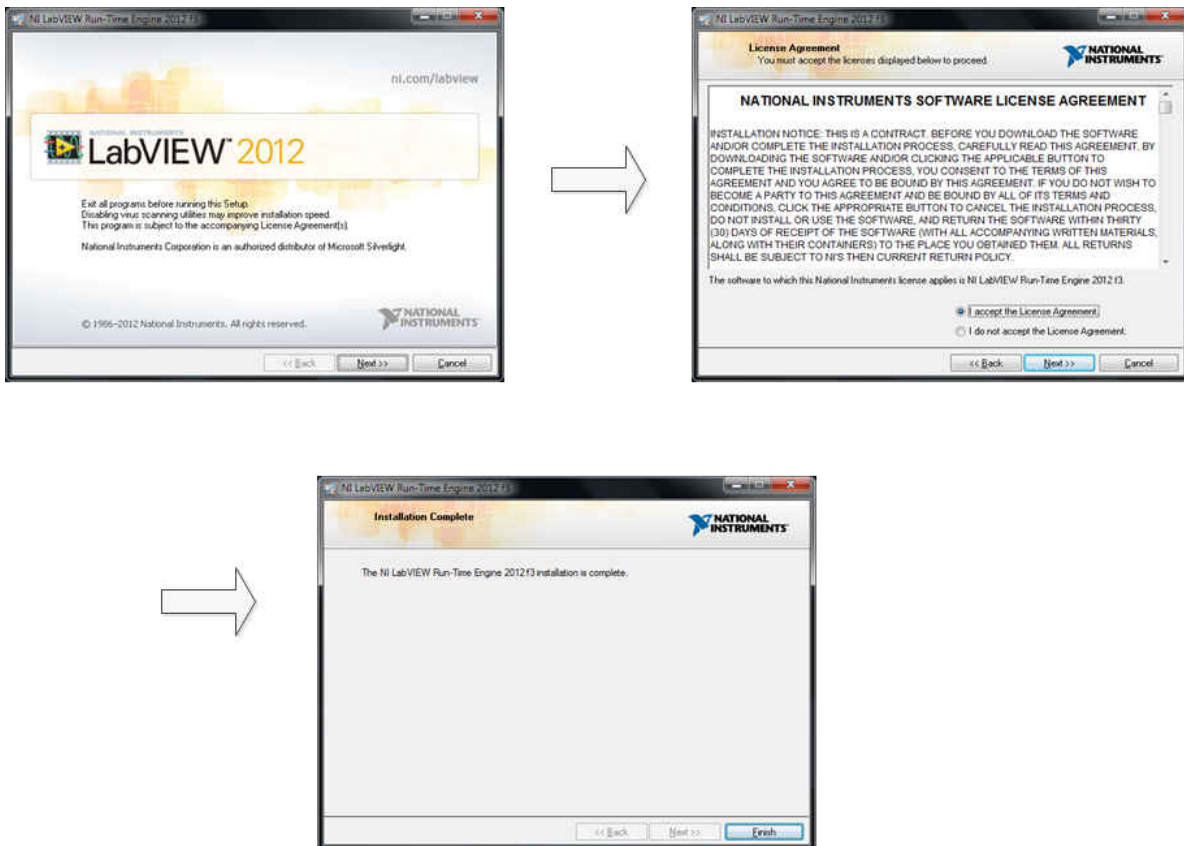 NI LabVIEW Run-Time Engine 2012 f3
ni.com/labview
NATIONAL INSTRUMENTS
LabVIEW™ 2012
Exit all programs before running this Setup.
Disabling virus scanning utilities may improve installation speed.
This program is subject to the accompanying License Agreement(s).
National Instruments Corporation is an authorized distributor of Microsoft Silverlight.
© 1986–2012 National Instruments. All rights reserved.
NATIONAL
INSTRUMENTS
<< Back Next >> Cancel
NI LabVIEW Run-Time Engine 2012 f3
License Agreement
You must accept the licenses displayed below to proceed.
NATIONAL
INSTRUMENTS
NATIONAL INSTRUMENTS SOFTWARE LICENSE AGREEMENT
INSTALLATION NOTICE: THIS IS A CONTRACT. BEFORE YOU DOWNLOAD THE SOFTWARE
AND/OR COMPLETE THE INSTALLATION PROCESS, CAREFULLY READ THIS AGREEMENT. BY
DOWNLOADING THE SOFTWARE AND/OR CLICKING THE APPLICABLE BUTTON TO
COMPLETE THE INSTALLATION PROCESS, YOU CONSENT TO THE TERMS OF THIS
AGREEMENT AND YOU AGREE TO BE BOUND BY THIS AGREEMENT. IF YOU DO NOT WISH TO
BECOME A PARTY TO THIS AGREEMENT AND BE BOUND BY ALL OF ITS TERMS AND
CONDITIONS, CLICK THE APPROPRIATE BUTTON TO CANCEL THE INSTALLATION PROCESS,
DO NOT INSTALL OR USE THE SOFTWARE, AND RETURN THE SOFTWARE WITHIN THIRTY
(30) DAYS OF RECEIPT OF THE SOFTWARE (WITH ALL ACCOMPANYING WRITTEN MATERIALS,
ALONG WITH THEIR CONTAINERS) TO THE PLACE YOU OBTAINED THEM. ALL RETURNS
SHALL BE SUBJECT TO NI'S THEN CURRENT RETURN POLICY.
The software to which this National Instruments license applies is NI LabVIEW Run-Time Engine 2012 f3.
I accept the License Agreement.
I do not accept the License Agreement.
<< Back Next >> Cancel
NI LabVIEW Run-Time Engine 2012 f3
Installation Complete
NATIONAL
INSTRUMENTS
The NI LabVIEW Run-Time Engine 2012 f3 installation is complete.
<< Back Next >> Finish